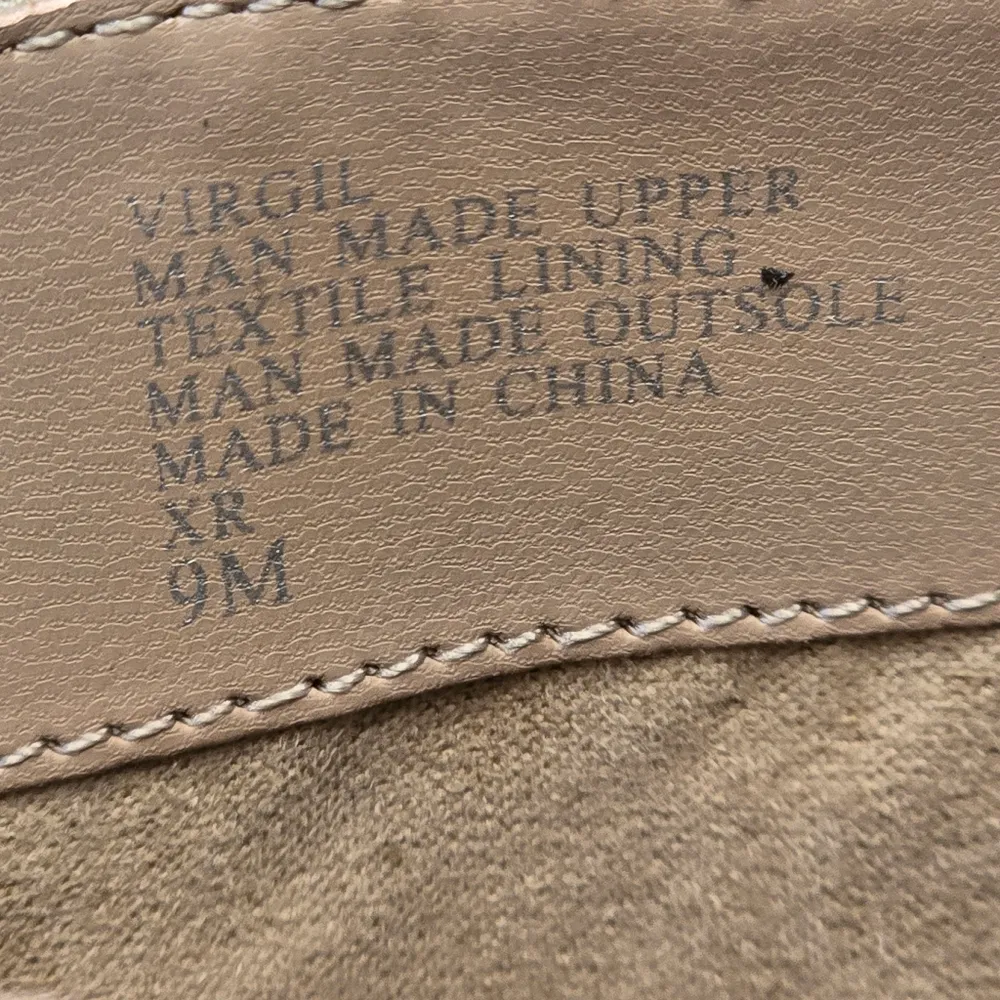 VIRGIL
MAN MADE UPPER
TEXTILE LINING
MAN MADE OUTSOLE
MADE IN CHINA
XR
9M